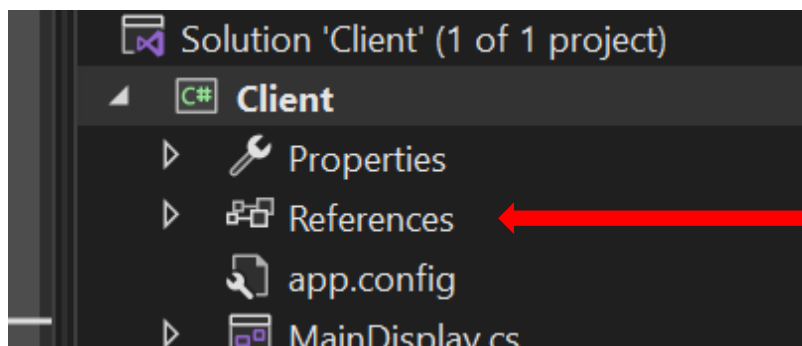 Solution 'Client' (1 of 1 project)
C# Client
Properties
References
app.config
MainDisplay.cs